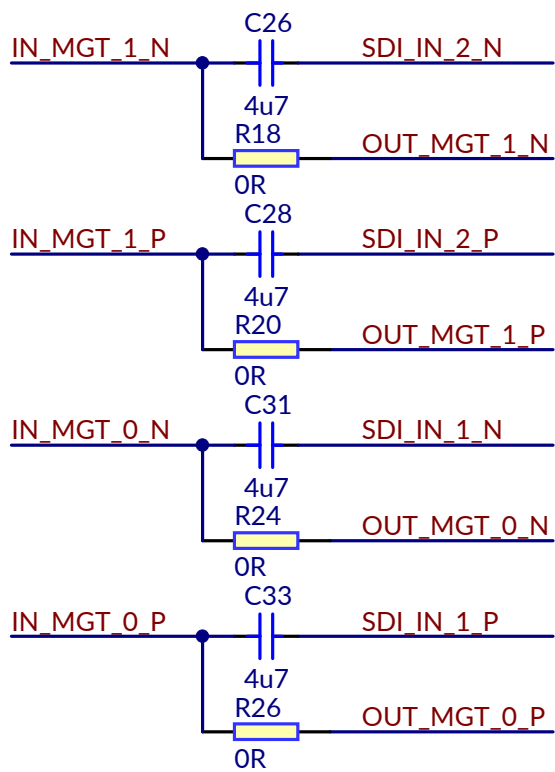 C26
IN_MGT_1_N SDI_IN_2_N
4u7
R18
OUT_MGT_1_N
0R
C28
IN_MGT_1_P SDI_IN_2_P
4u7
R20
OUT_MGT_1_P
0R
C31
IN_MGT_0_N SDI_IN_1_N
4u7
R24
OUT_MGT_0_N
0R
C33
IN_MGT_0_P SDI_IN_1_P
4u7
R26
OUT_MGT_0_P
0R